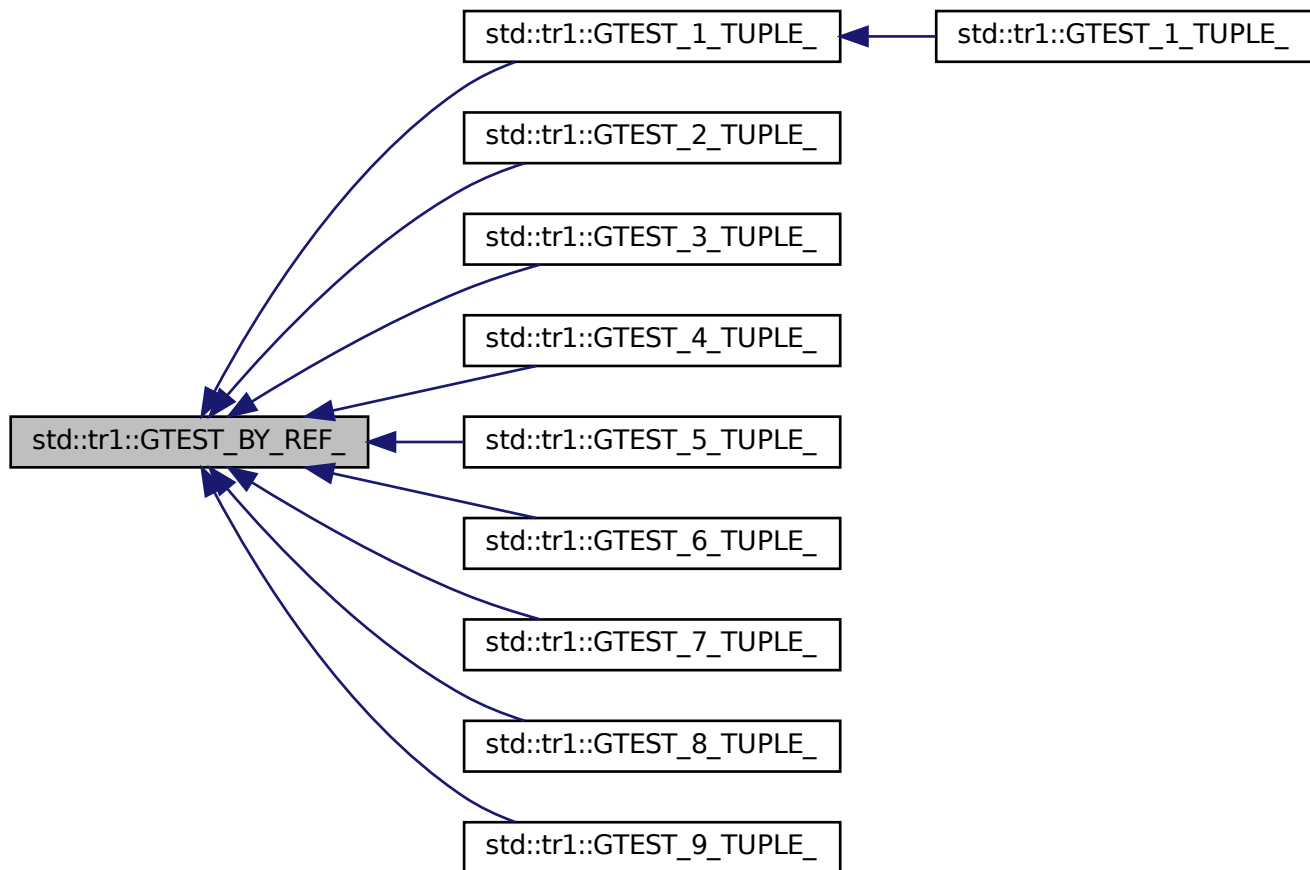 std::tr1::GTEST_1_TUPLE_
std::tr1::GTEST_1_TUPLE_
std::tr1::GTEST_2_TUPLE_
std::tr1::GTEST_3_TUPLE_
std::tr1::GTEST_4_TUPLE_
std::tr1::GTEST_BY_REF_
std::tr1::GTEST_5_TUPLE_
std::tr1::GTEST_6_TUPLE_
std::tr1::GTEST_7_TUPLE_
std::tr1::GTEST_8_TUPLE_
std::tr1::GTEST_9_TUPLE_